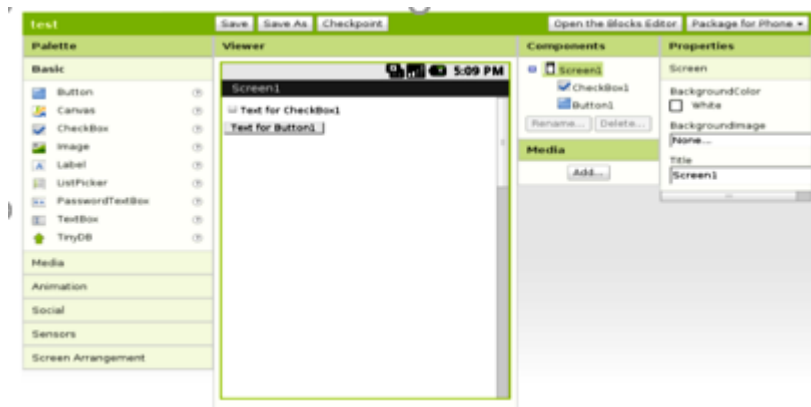 test Save Save As Checkpoint Open the Blocks Editor Package for Phone
Palette Viewer Components Properties
Basic
Button
Canvas
CheckBox
Image
Label
ListPicker
PasswordTextBox
TextBox
TinyDB
Media
Animation
Social
Sensors
Screen Arrangement
5:09 PM
Screen1
Text for CheckBox1
Text for Button1
Screen1
CheckBox1
Button1
Rename... Delete...
Media
Add...
Screen
BackgroundColor
White
BackgroundImage
None...
Title
Screen1